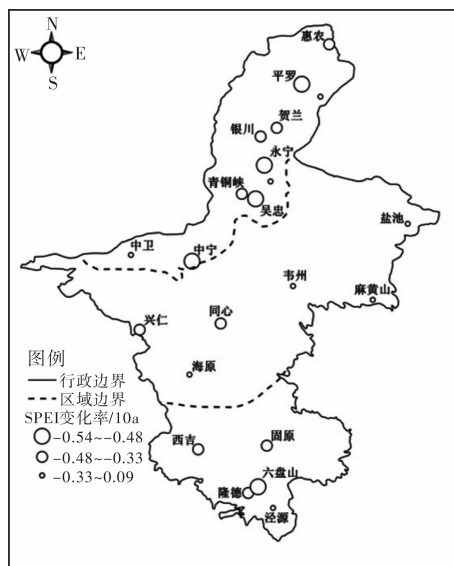 N
W E
S
惠农
平罗
贺兰
银川
永宁
青铜峡
吴忠
盐池
中卫
中宁
韦州
麻黄山
同心
兴仁
海原
图例
行政边界
区域边界
SPEI变化率/10a
-0.54~-0.48
-0.48~-0.33
-0.33~0.09
西吉
固原
六盘山
隆德
泾源